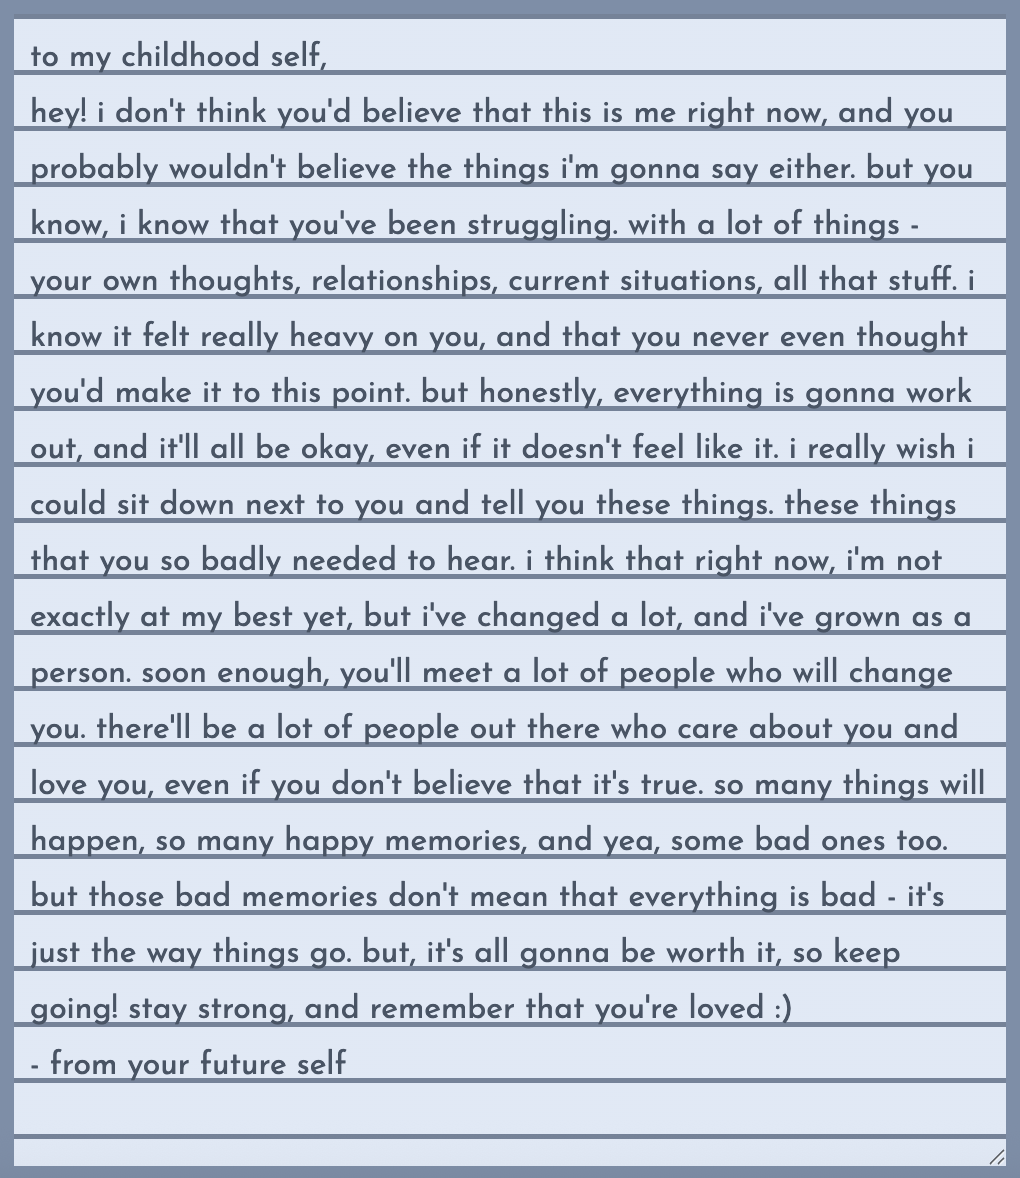 to my childhood self,
hey! i don't think you'd believe that this is me right now, and you
probably wouldn't believe the things i'm gonna say either. but you
know, i know that you've been struggling. with a lot of things -
your own thoughts, relationships, current situations, all that stuff. i
know it felt really heavy on you, and that you never even thought
you'd make it to this point. but honestly, everything is gonna work
out, and it'll all be okay, even if it doesn't feel like it. i really wish i
could sit down next to you and tell you these things. these things
that you so badly needed to hear. i think that right now, i'm not
exactly at my best yet, but i've changed a lot, and i've grown as a
person. soon enough, you'll meet a lot of people who will change
you. there'll be a lot of people out there who care about you and
love you, even if you don't believe that it's true. so many things will
happen, so many happy memories, and yea, some bad ones too.
but those bad memories don't mean that everything is bad - it's
just the way things go. but, it's all gonna be worth it, so keep
going! stay strong, and remember that you're loved :)
- from your future self